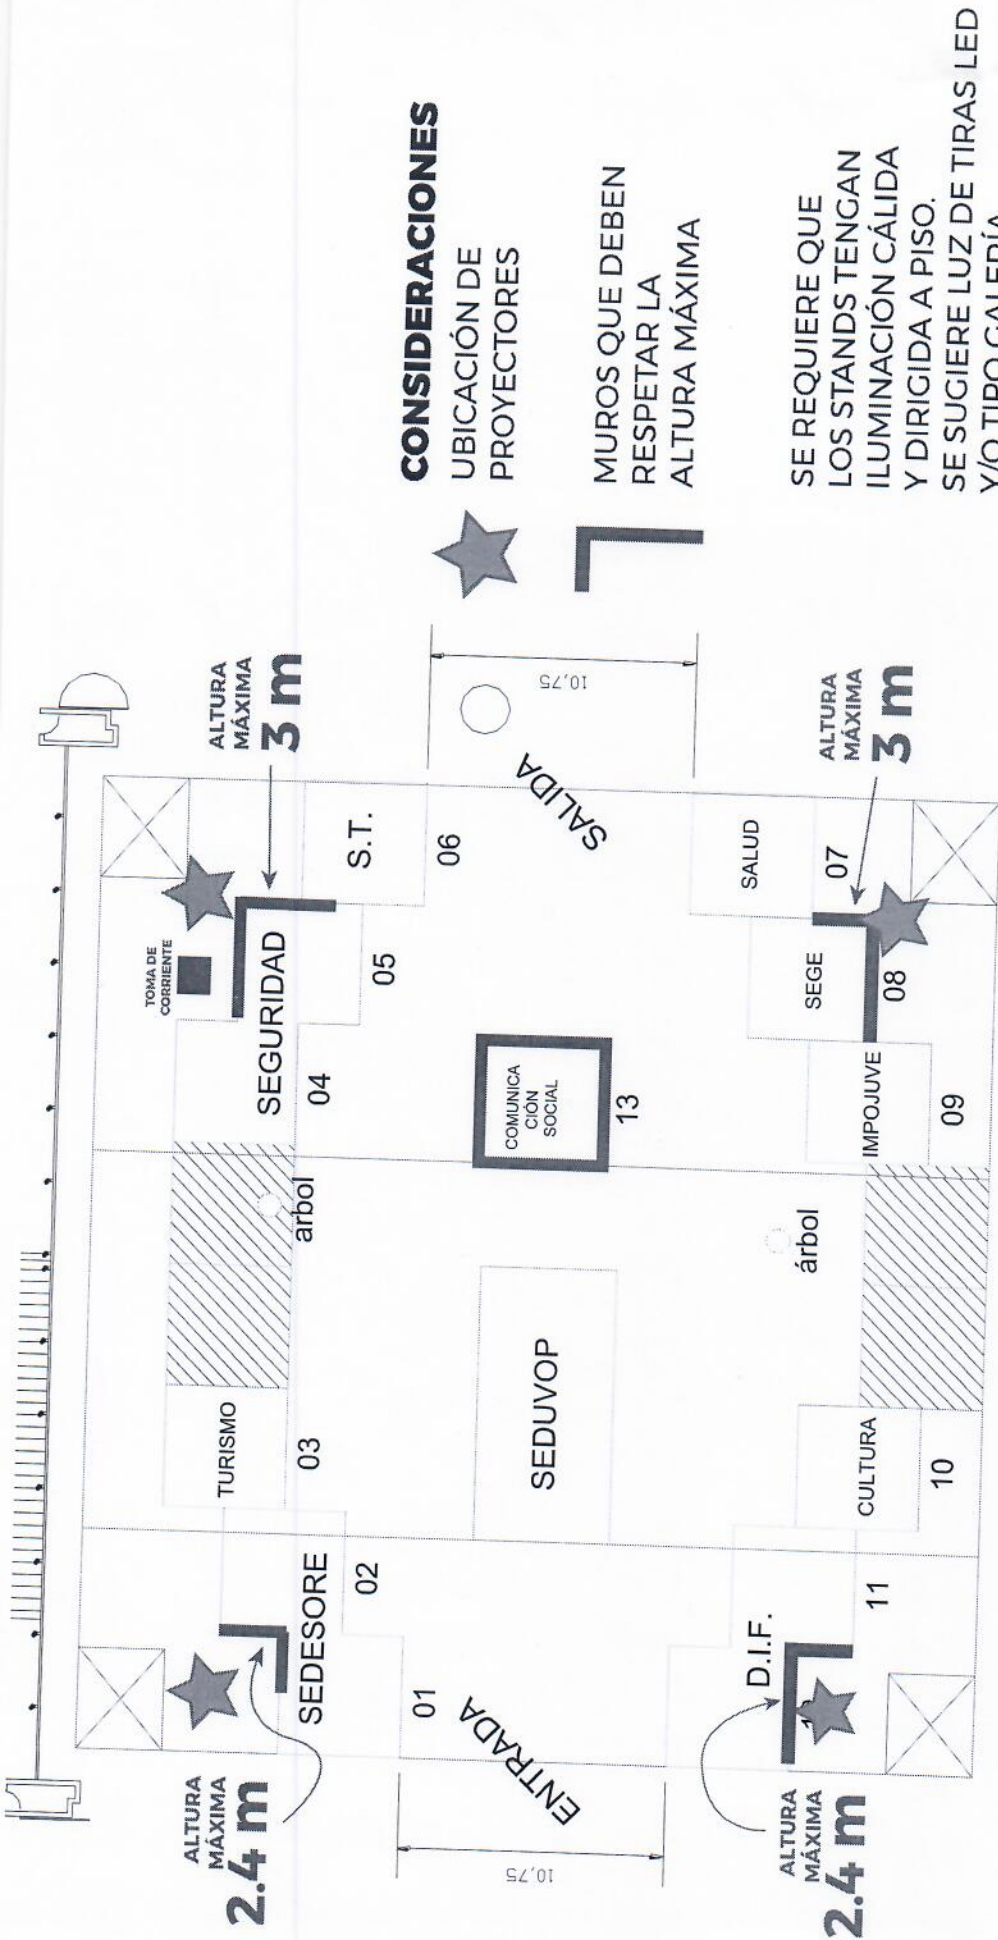 CONSIDERACIONES
UBICACIÓN DE
PROYECTORES
MUROS QUE DEBEN
RESPETAR LA
ALTURA MÁXIMA
SE REQUIERE QUE
LOS STANDS TENGAN
ILUMINACIÓN CÁLIDA
Y DIRIGIDA A PISO.
SE SUGIERE LUZ DE TIRAS LED
Y/O TIPO GALERÍA
ALTURA
MÁXIMA
2.4 m
SEDESORE
01
02
TURISMO
03
árbol
TOMA DE
CORRIENTE
SEGURIDAD
04
05
ALTURA
MÁXIMA
3 m
S.T.
06
ENTRADA
10,75
SEDUVOP
COMUNICA
CIÓN
SOCIAL
13
SALIDA
10,75
ALTURA
MÁXIMA
2.4 m
D.I.F.
11
CULTURA
10
árbol
IMPOJUVE
09
SEGE
08
SALUD
07
ALTURA
MÁXIMA
3 m